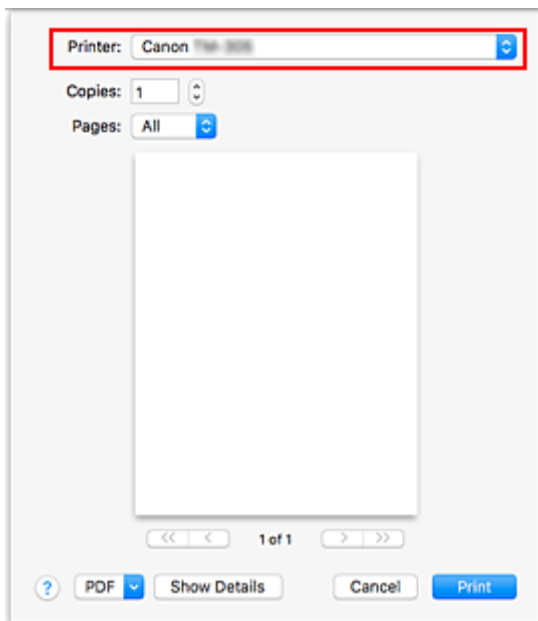 Printer: Canon
Copies: 1
Pages: All
<< < 1 of 1 > >>
? PDF Show Details Cancel Print